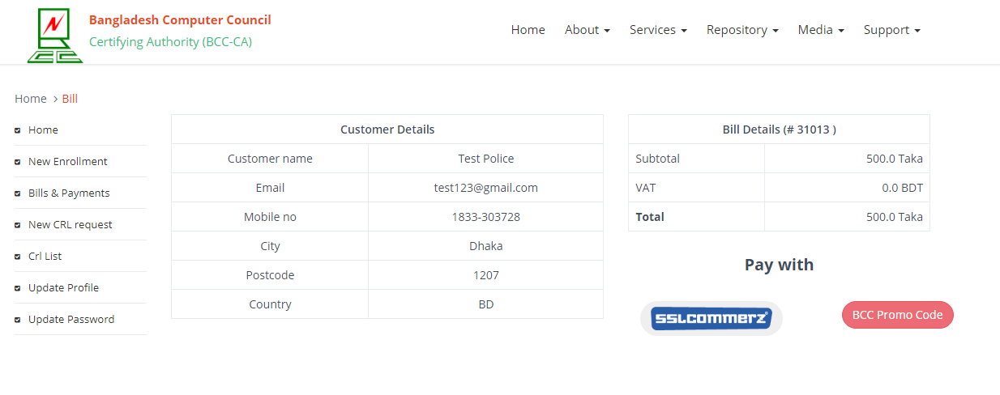 Bangladesh Computer Council
Certifying Authority (BCC-CA)
Home About Services Repository Media Support
Home > Bill
Home
New Enrollment
Bills & Payments
New CRL request
Crl List
Update Profile
Update Password
Customer Details
Customer name Test Police
Email test123@gmail.com
Mobile no 1833-303728
City Dhaka
Postcode 1207
Country BD
Bill Details (# 31013 )
Subtotal 500.0 Taka
VAT 0.0 BDT
Total 500.0 Taka
Pay with
SSLCOMMERZ
BCC Promo Code